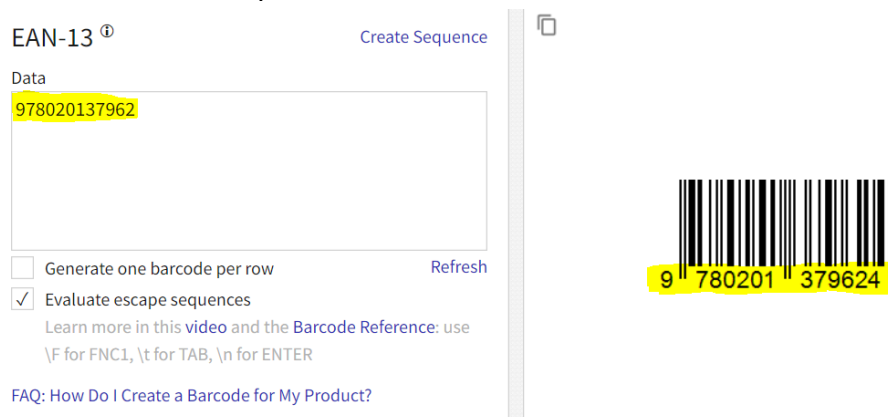 EAN-13 ⓘ
Create Sequence
Data
978020137962
Generate one barcode per row
Refresh
Evaluate escape sequences
Learn more in this video and the Barcode Reference: use
\F for FNC1, \t for TAB, \n for ENTER
FAQ: How Do I Create a Barcode for My Product?
9 780201 379624